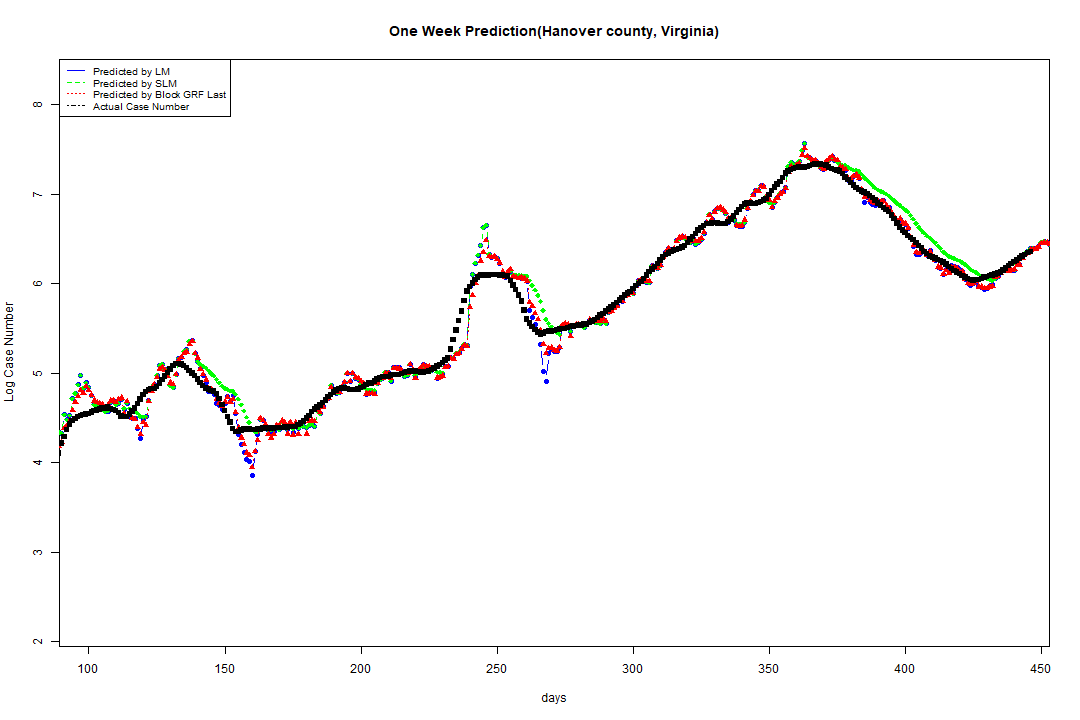 One Week Prediction(Hanover county, Virginia)
Predicted by LM
Predicted by SLM
Predicted by Block GRF Last
Actual Case Number
8
7
6
5
4
3
2
Log Case Number
100 150 200 250 300 350 400 450
days